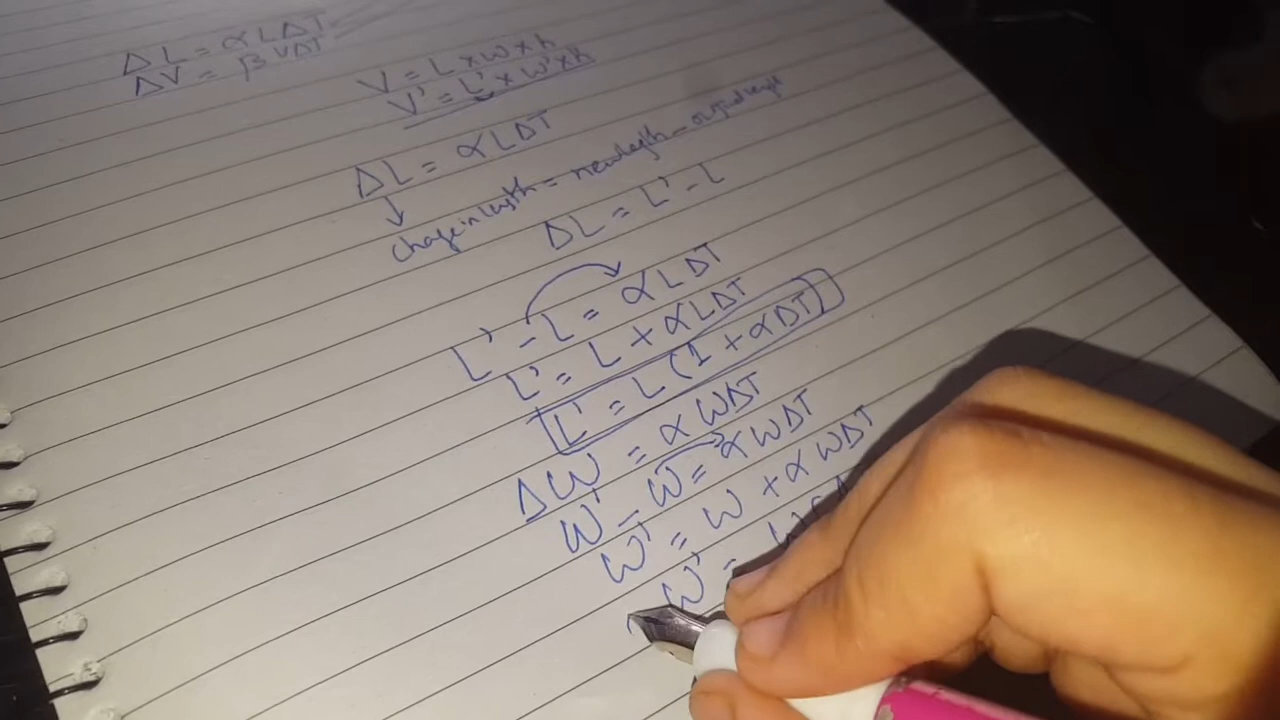 ΔL = αLΔT
ΔV = βVΔT
V = L x W x h
V' = L' x W' x h
ΔL = αLΔT
change in length = new length - length
ΔL = L' - L
L' - L = αLΔT
L' = L + αLΔT
L' = L (1 + αΔT)
ΔW = αWΔT
W' - W = αWΔT
W' = W + αWΔT
W' =